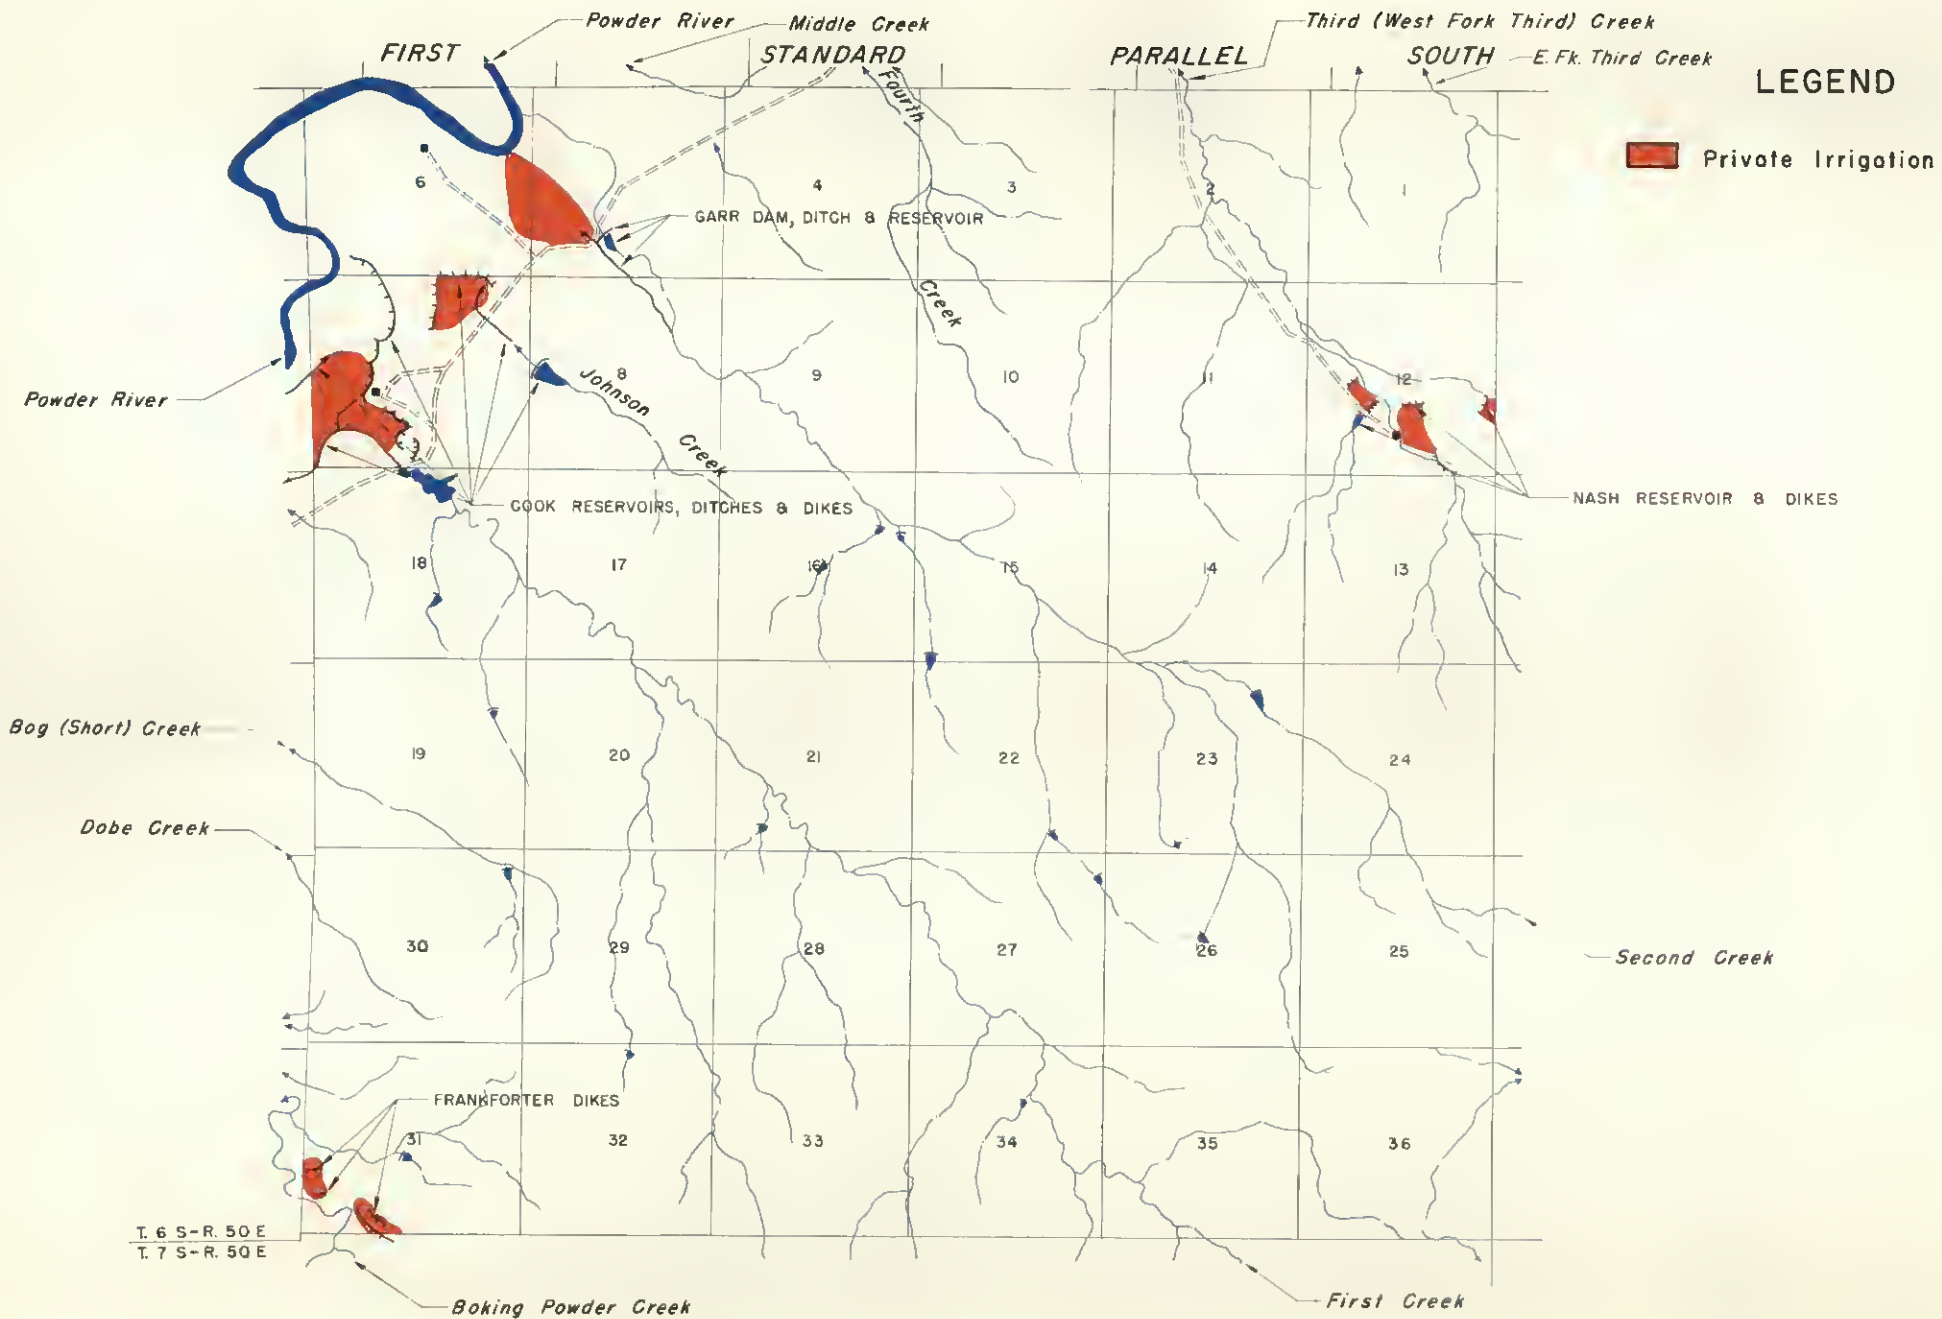 Powder River
Middle Creek
Third (West Fork Third) Creek
FIRST STANDARD PARALLEL SOUTH
E. Fk. Third Creek
LEGEND
Private Irrigation
Fourth
Creek
6
4
3
2
1
GARR DAM, DITCH & RESERVOIR
Powder River
8
9
10
11
12
Johnson
Creek
COOK RESERVOIRS, DITCHES & DIKES
NASH RESERVOIR & DIKES
18
17
16
15
14
13
Bog (Short) Creek
19
20
21
22
23
24
Dobe Creek
30
29
28
27
26
25
Second Creek
FRANKFORTER DIKES
31
32
33
34
35
36
T. 6 S-R. 50 E
T. 7 S-R. 50 E
Boking Powder Creek
First Creek